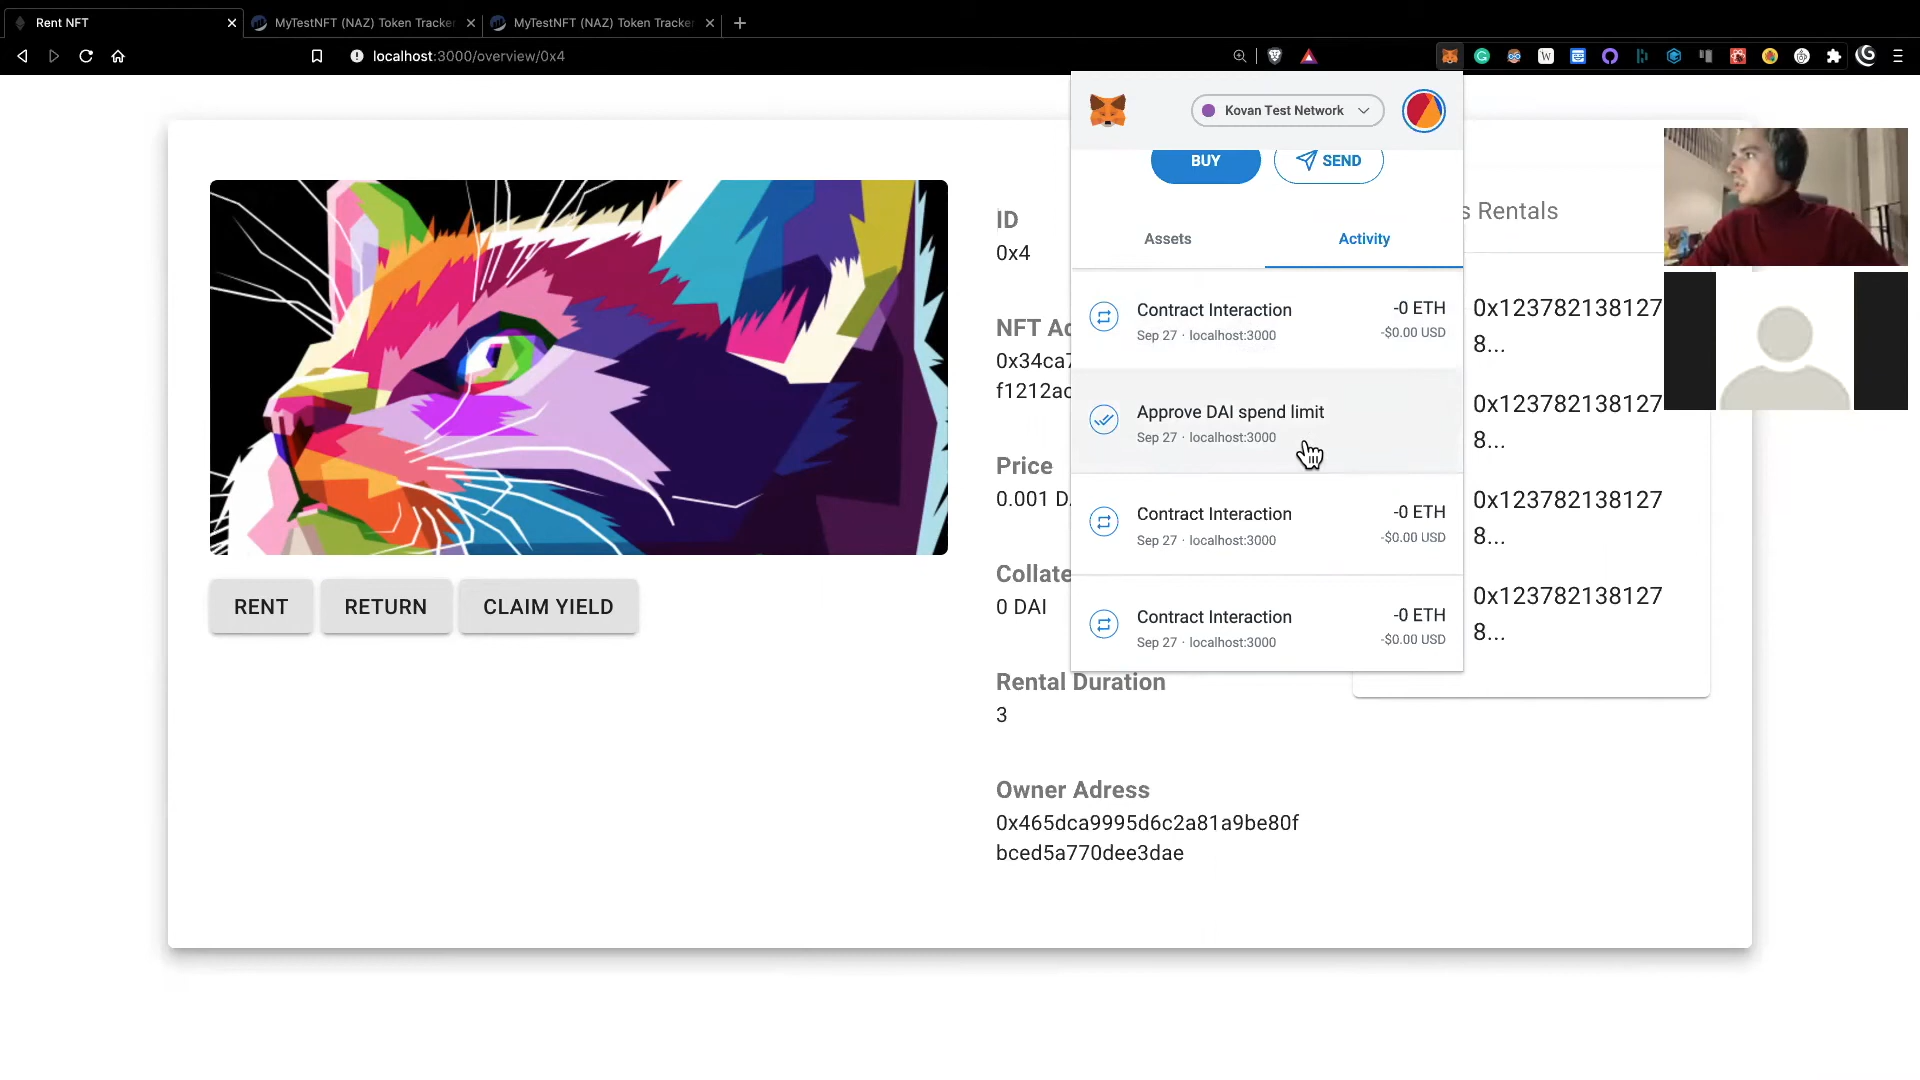 Rent NFT
MyTestNFT (NAZ) Token Tracker
MyTestNFT (NAZ) Token Tracker
localhost:3000/overview/0x4
Kovan Test Network
BUY
SEND
Assets
Activity
Contract Interaction
-0 ETH
Sep 27 · localhost:3000
-$0.00 USD
Approve DAI spend limit
Sep 27 · localhost:3000
Contract Interaction
-0 ETH
Sep 27 · localhost:3000
-$0.00 USD
Contract Interaction
-0 ETH
Sep 27 · localhost:3000
-$0.00 USD
RENT
RETURN
CLAIM YIELD
ID
0x4
NFT Ad
0x34ca7
f1212ac
Price
0.001 D
Collate
0 DAI
Rental Duration
3
Owner Adress
0x465dca9995d6c2a81a9be80f
bced5a770dee3dae
s Rentals
0x123782138127
8...
0x123782138127
8...
0x123782138127
8...
0x123782138127
8...